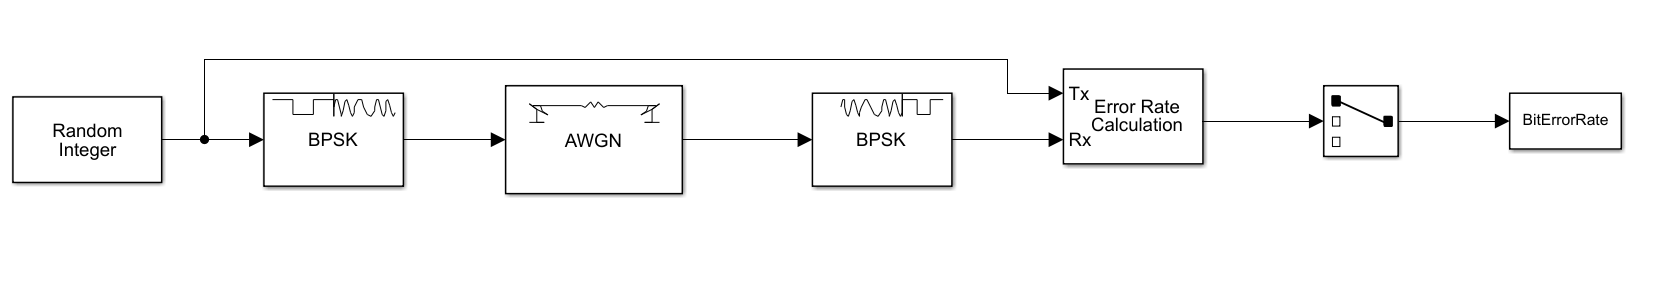 Random
Integer
BPSK
AWGN
BPSK
Tx
Rx
Error Rate
Calculation
BitErrorRate